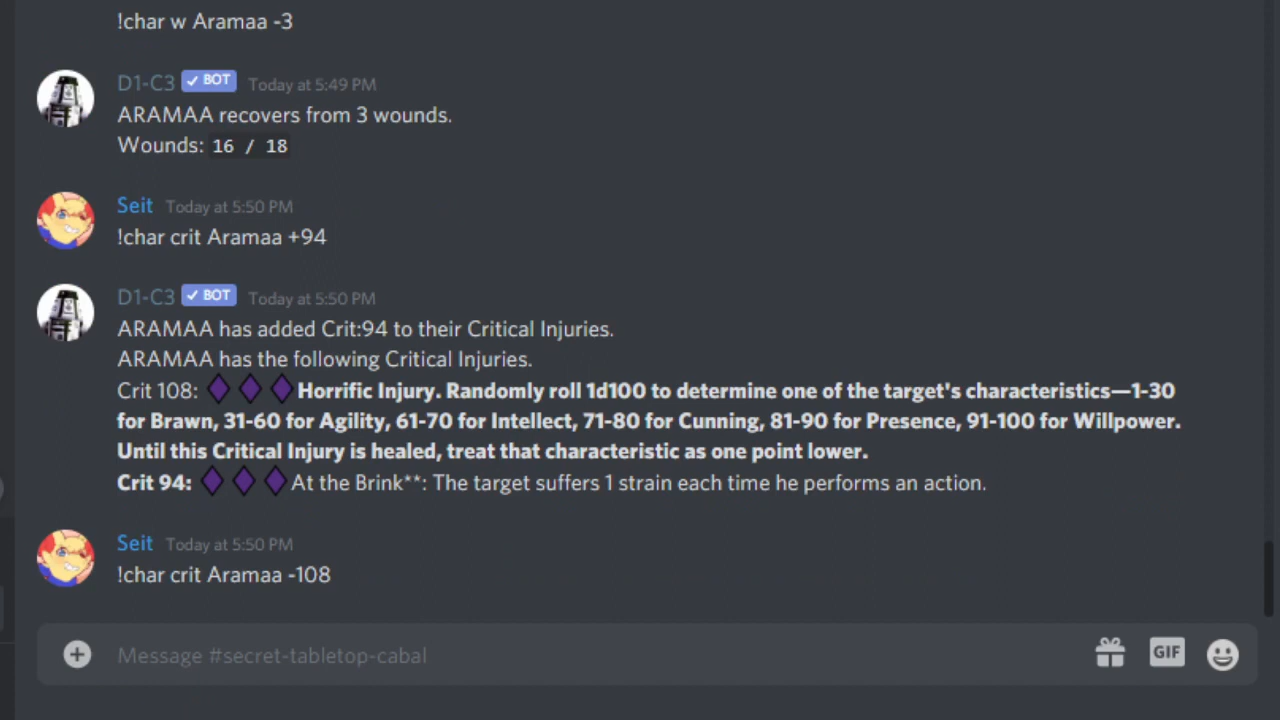 !char w Aramaa -3
D1-C3 ✓ BOT Today at 5:49 PM
ARAMAA recovers from 3 wounds.
Wounds: 16 / 18
Seit Today at 5:50 PM
!char crit Aramaa +94
D1-C3 ✓ BOT Today at 5:50 PM
ARAMAA has added Crit:94 to their Critical Injuries.
ARAMAA has the following Critical Injuries.
Crit 108: Horrific Injury. Randomly roll 1d100 to determine one of the target's characteristics—1-30
for Brawn, 31-60 for Agility, 61-70 for Intellect, 71-80 for Cunning, 81-90 for Presence, 91-100 for Willpower.
Until this Critical Injury is healed, treat that characteristic as one point lower.
Crit 94: At the Brink**: The target suffers 1 strain each time he performs an action.
Seit Today at 5:50 PM
!char crit Aramaa -108
Message #secret-tabletop-cabal GIF